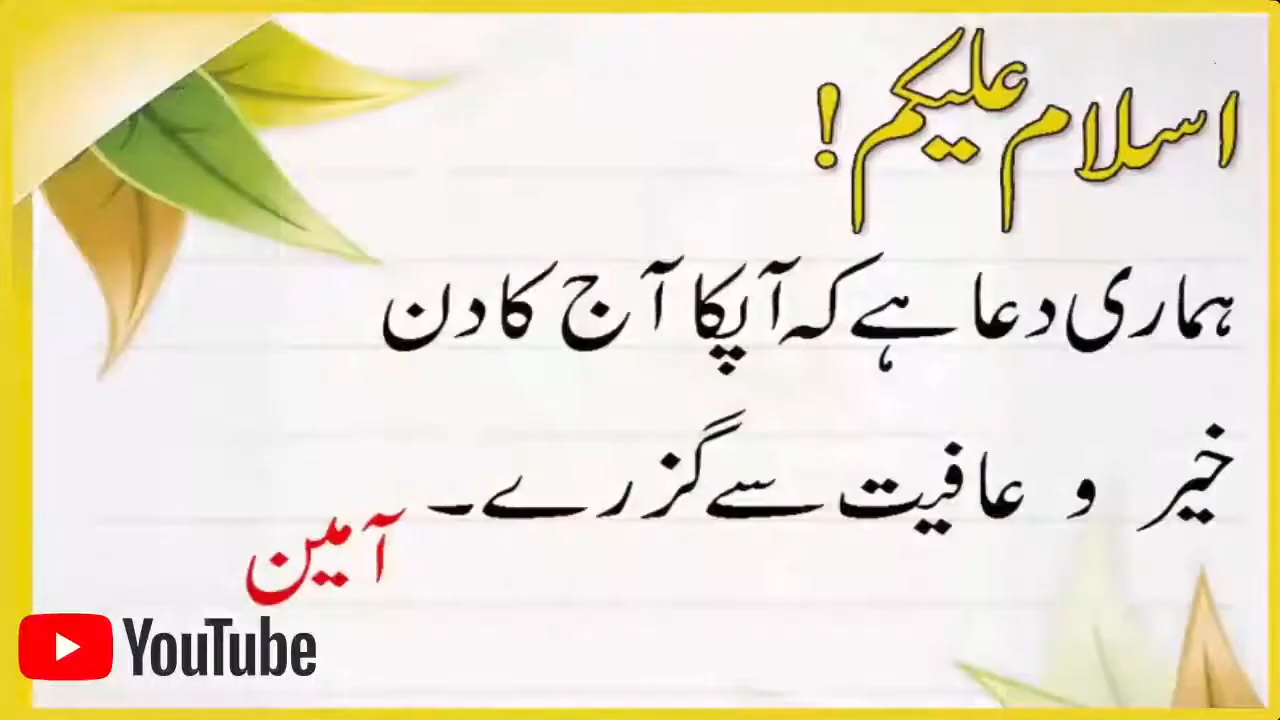 اسلام علیکم!
ہماری دعا ہے کہ آپکا آج کا دن
خیر و عافیت سے گزرے۔
آمین
YouTube